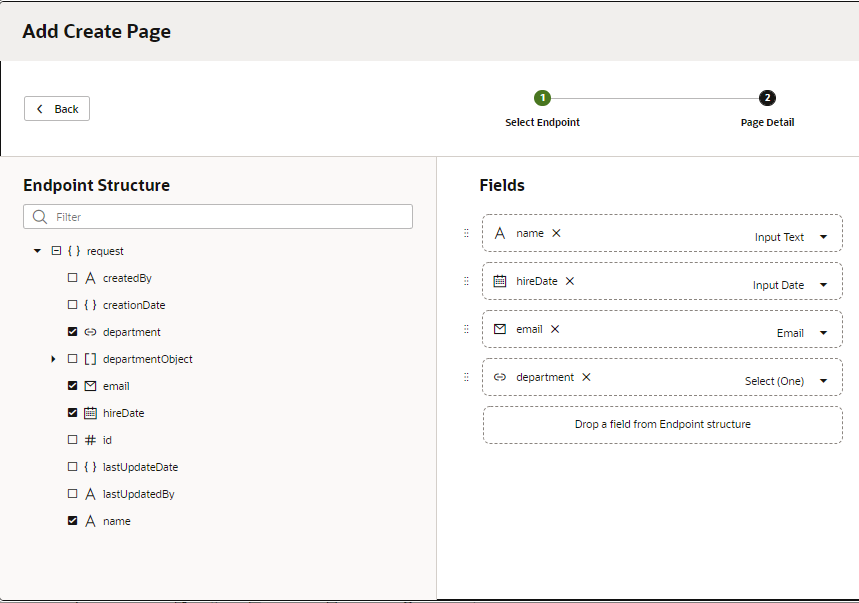 Add Create Page
Back
1
2
Select Endpoint
Page Detail
Endpoint Structure
Filter
{ } request
A createdBy
{ } creationDate
department
[ ] departmentObject
email
hireDate
# id
{ } lastUpdateDate
A lastUpdatedBy
A name
Fields
A name × Input Text
hireDate × Input Date
email × Email
department × Select (One)
Drop a field from Endpoint structure